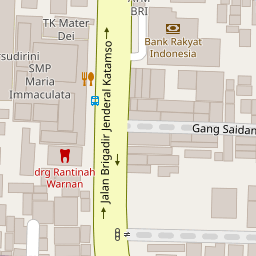 ATM
BRI
TK Mater
Dei
Bank Rakyat
Indonesia
sudirini
SMP
Maria
Immaculata
Jalan Brigadir Jenderal Katamso
Gang Saidan
drg Rantinah
Warnan